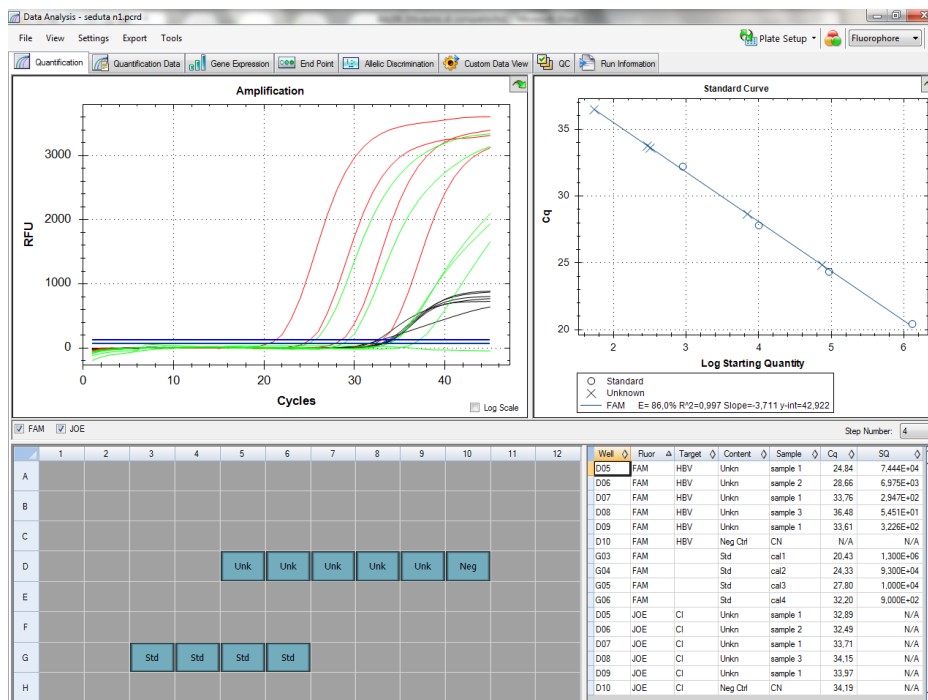 Data Analysis - seduta n1.pcrd
File View Settings Export Tools
Plate Setup Fluorophore
Quantification Quantification Data Gene Expression End Point Allelic Discrimination Custom Data View QC Run Information
Amplification
3000
2000
1000
0
RFU
0 10 20 30 40
Cycles
Log Scale
Standard Curve
35
30
25
20
Cq
2 3 4 5 6
Log Starting Quantity
Standard
Unknown
FAM E= 86,0% R^2=0,997 Slope=-3,711 y-int=42,922
FAM JOE
Step Number: 4
1 2 3 4 5 6 7 8 9 10 11 12
A
B
C
D Unk Unk Unk Unk Unk Neg
E
F
G Std Std Std Std
H
Well Fluor Target Content Sample Cq SQ
D05 FAM HBV Unkn sample 1 24,84 7,444E+04
D06 FAM HBV Unkn sample 2 28,66 6,975E+03
D07 FAM HBV Unkn sample 1 33,76 2,947E+02
D08 FAM HBV Unkn sample 3 36,48 5,451E+01
D09 FAM HBV Unkn sample 1 33,61 3,226E+02
D10 FAM HBV Neg Ctrl CN N/A N/A
G03 FAM Std cal1 20,43 1,300E+06
G04 FAM Std cal2 24,33 9,300E+04
G05 FAM Std cal3 27,80 1,000E+04
G06 FAM Std cal4 32,20 9,000E+02
D05 JOE CI Unkn sample 1 32,89 N/A
D06 JOE CI Unkn sample 2 32,49 N/A
D07 JOE CI Unkn sample 1 33,71 N/A
D08 JOE CI Unkn sample 3 34,15 N/A
D09 JOE CI Unkn sample 1 33,97 N/A
D10 JOE CI Neg Ctrl CN 34,19 N/A